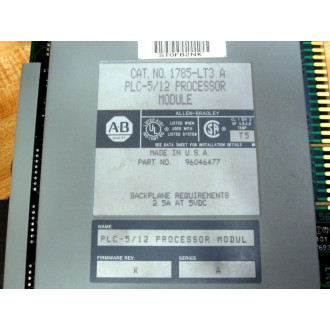 STOFB2NK
CAT. NO. 1785-LT3 A
PLC-5/12 PROCESSOR
MODULE
ALLEN-BRADLEY
AB
LISTED WHEN
USED WITH
LISTED SYSTEM
TEMP
T5
SEE DATA SHEET FOR INSTALLATION DETAILS
MADE IN U.S.A.
PART NO. 96046477
BACKPLANE REQUIREMENTS
2.5A AT 5VDC
NAME
PLC-5/12 PROCESSOR MODUL
FIRMWARE REV. SERIES
K A